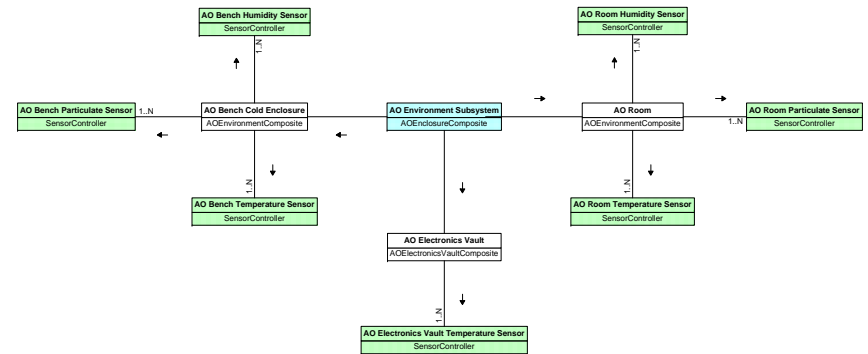 AO Bench Humidity Sensor
SensorController
1..N
AO Room Humidity Sensor
SensorController
1..N
AO Bench Particulate Sensor
SensorController
1..N
AO Bench Cold Enclosure
AOEnvironmentComposite
AO Environment Subsystem
AOEnclosureComposite
AO Room
AOEnvironmentComposite
1..N
AO Room Particulate Sensor
SensorController
1..N
AO Bench Temperature Sensor
SensorController
1..N
AO Room Temperature Sensor
SensorController
AO Electronics Vault
AOElectronicsVaultComposite
1..N
AO Electronics Vault Temperature Sensor
SensorController